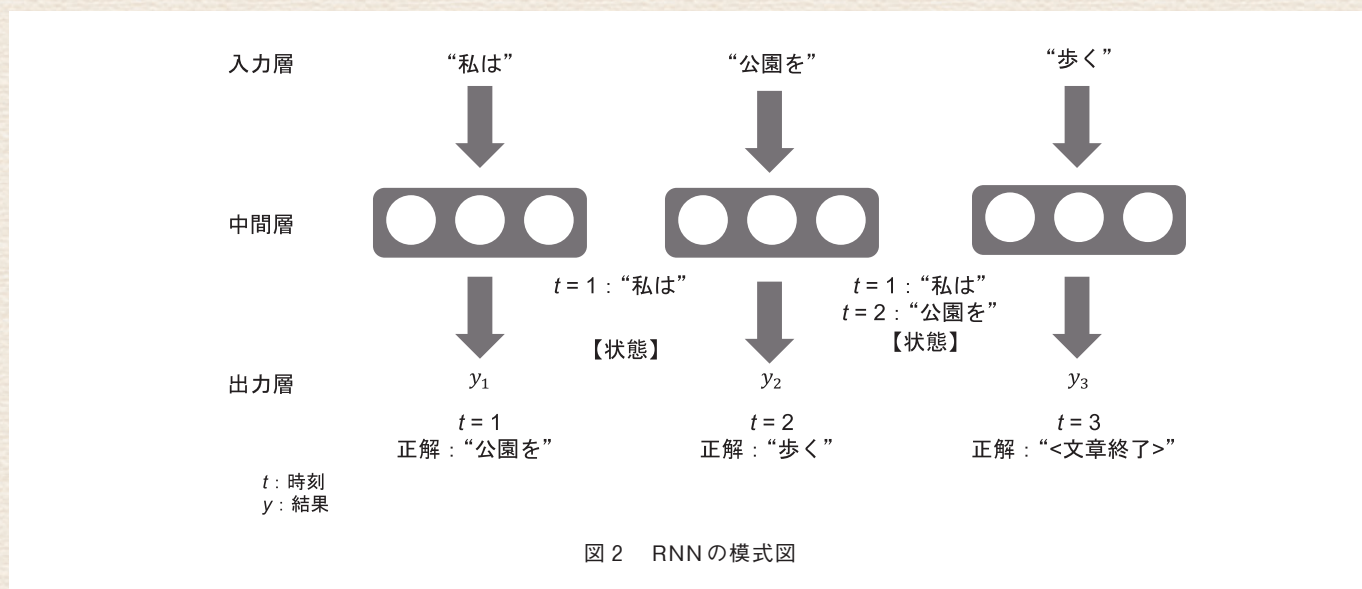 入力層 “私は” “公園を” “歩く”
中間層
t = 1：“私は”
【状態】
t = 1：“私は”
t = 2：“公園を”
【状態】
出力層 y₁ y₂ y₃
t = 1 t = 2 t = 3
正解：“公園を” 正解：“歩く” 正解：“<文章終了>”
t：時刻
y：結果
図2 RNNの模式図